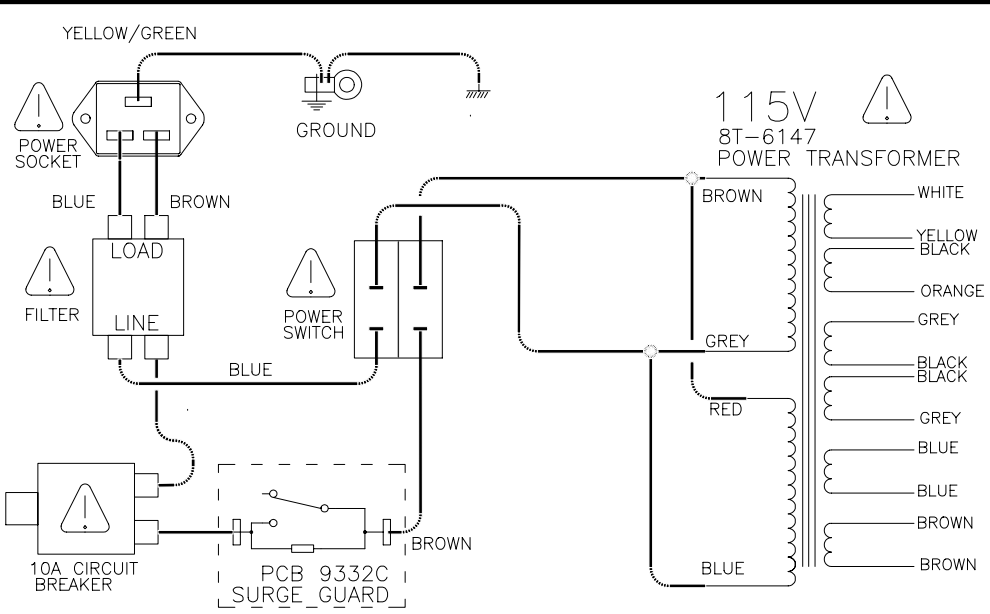 YELLOW/GREEN
GROUND
POWER
SOCKET
BLUE
BROWN
LOAD
FILTER
LINE
BLUE
POWER
SWITCH
115V
8T-6147
POWER TRANSFORMER
BROWN
GREY
RED
BLUE
WHITE
YELLOW
BLACK
ORANGE
GREY
BLACK
BLACK
GREY
BLUE
BLUE
BROWN
BROWN
10A CIRCUIT
BREAKER
PCB 9332C
SURGE GUARD
BROWN